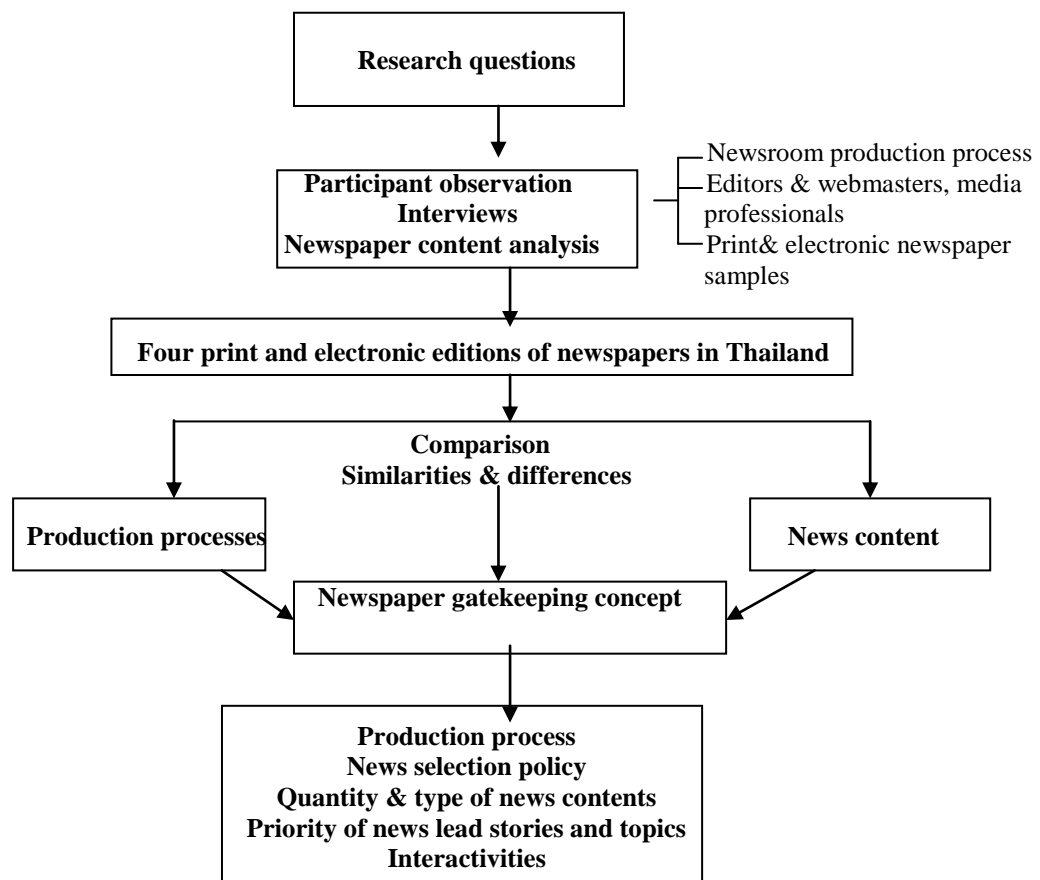 Research questions
Participant observation
Interviews
Newspaper content analysis
Newsroom production process
Editors & webmasters, media
professionals
Print& electronic newspaper
samples
Four print and electronic editions of newspapers in Thailand
Comparison
Similarities & differences
Production processes
News content
Newspaper gatekeeping concept
Production process
News selection policy
Quantity & type of news contents
Priority of news lead stories and topics
Interactivities